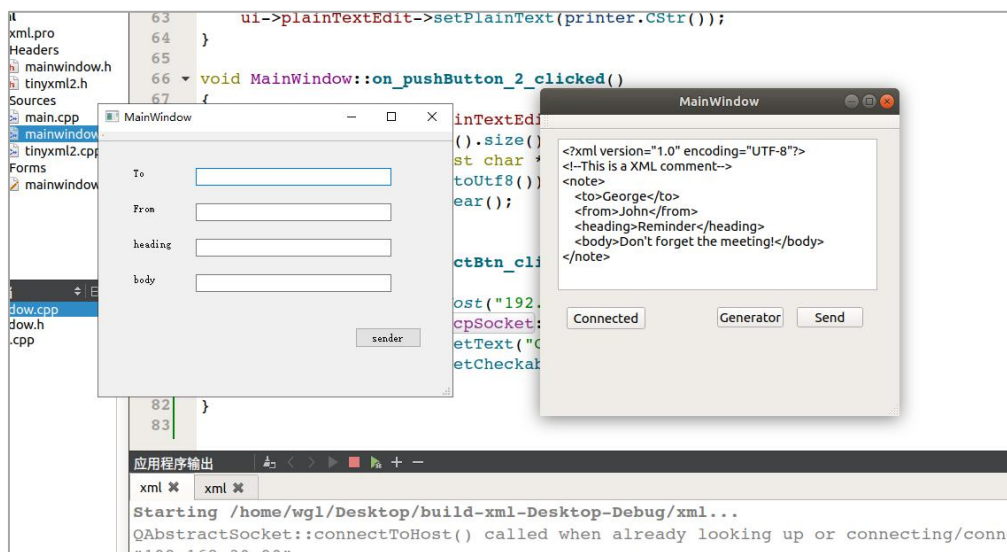 xml.pro
Headers
mainwindow.h
tinyxml2.h
Sources
main.cpp
mainwindow
tinyxml2.cpp
Forms
mainwindow
dow.cpp
dow.h
.cpp
63 ui->plainTextEdit->setPlainText(printer.CStr());
64 }
65
66 void MainWindow::on_pushButton_2_clicked()
67 {
inTextEdi
().size()
st char *
toUtf8())
ear();
ctBtn_cli
ost("192.
cpSocket:
etText("C
etCheckab
82 }
83
MainWindow
To
From
heading
body
sender
MainWindow
<?xml version="1.0" encoding="UTF-8"?>
<!--This is a XML comment-->
<note>
<to>George</to>
<from>John</from>
<heading>Reminder</heading>
<body>Don't forget the meeting!</body>
</note>
Connected Generator Send
应用程序输出
xml xml
Starting /home/wgl/Desktop/build-xml-Desktop-Debug/xml...
QAbstractSocket::connectToHost() called when already looking up or connecting/conn